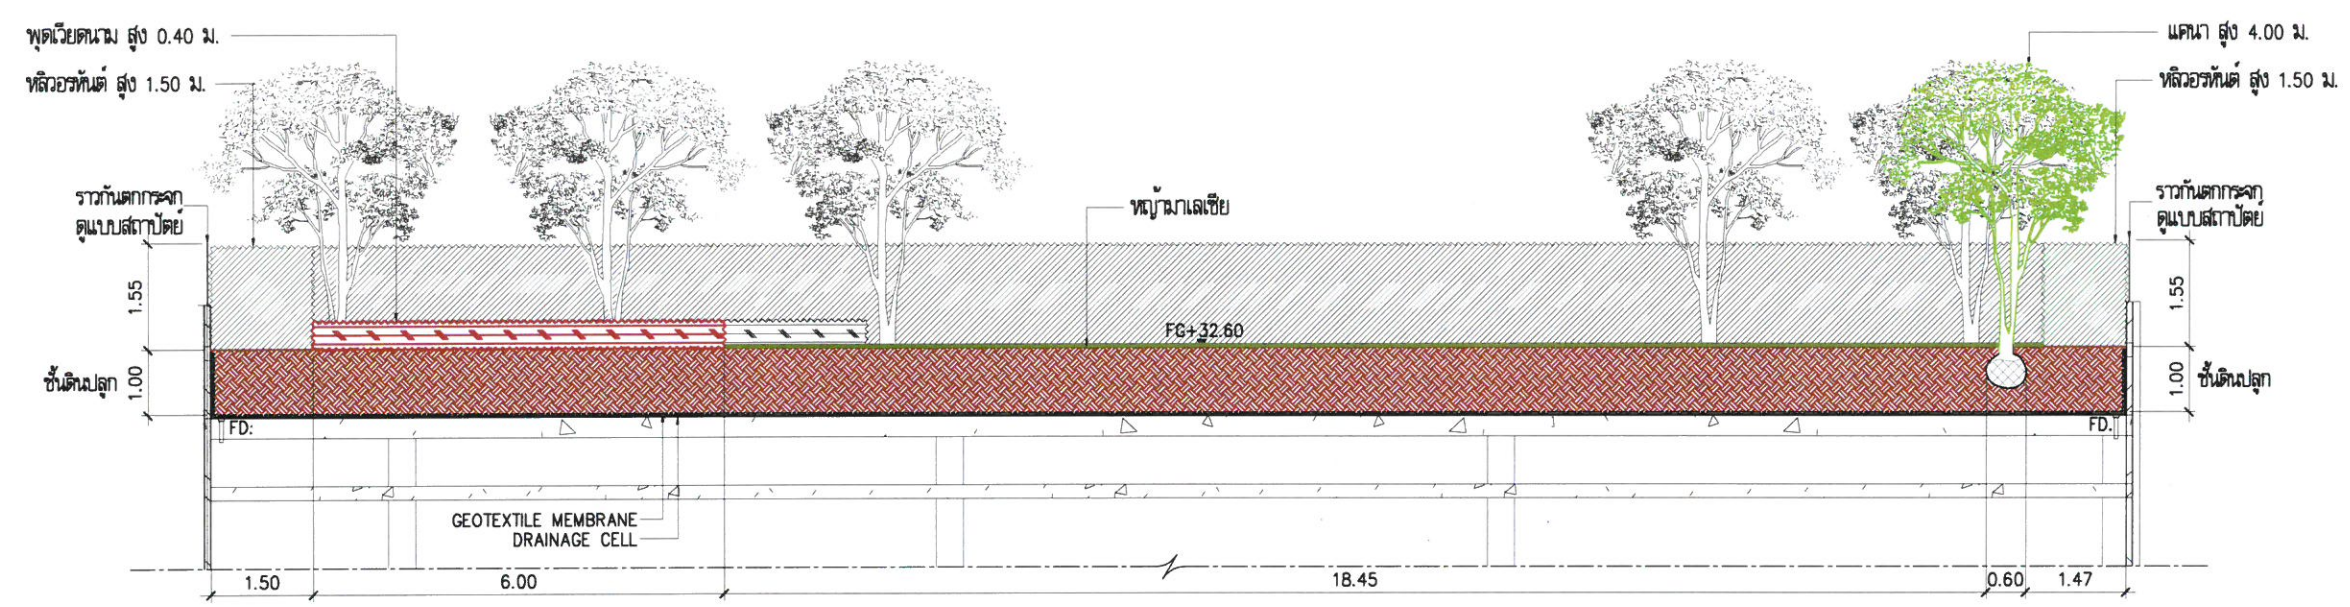 พุดเวียดนาม สูง 0.40 ม.
แคนา สูง 4.00 ม.
หลิวอรหันต์ สูง 1.50 ม.
หลิวอรหันต์ สูง 1.50 ม.
ราวกันตกกระจก
ดูแบบสถาปัตย์
หญ้ามาเลเซีย
ราวกันตกกระจก
ดูแบบสถาปัตย์
1.55
1.55
FG+32.60
ชั้นดินปลูก
1.00
1.00
ชั้นดินปลูก
FD.
FD.
GEOTEXTILE MEMBRANE
DRAINAGE CELL
1.50
6.00
18.45
0.60
1.47